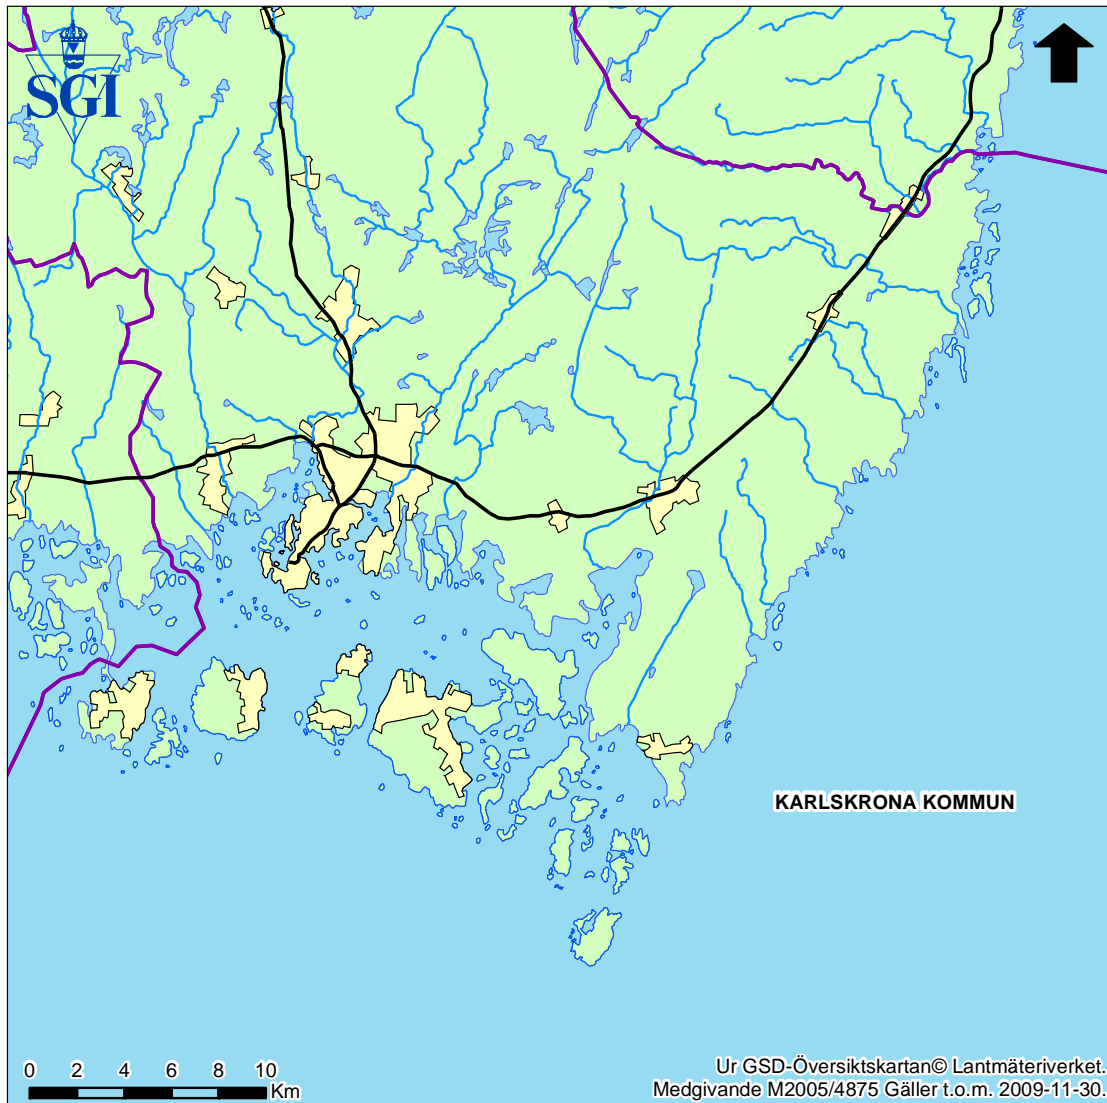 SGI
KARLSKRONA KOMMUN
0 2 4 6 8 10
Km
Ur GSD-Översiktskartan© Lantmäteriverket.
Medgivande M2005/4875 Gäller t.o.m. 2009-11-30.